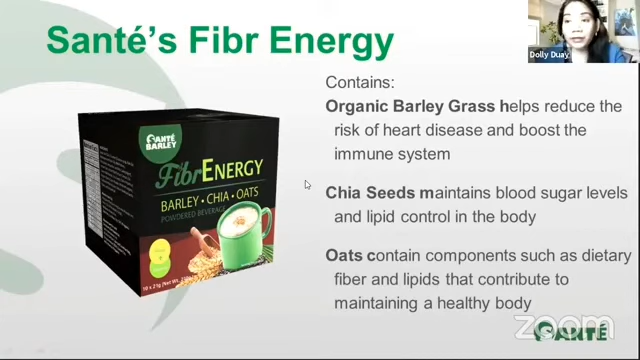 Santé's Fibr Energy
Dolly Duay
Contains:
Organic Barley Grass helps reduce the
risk of heart disease and boost the
immune system
Chia Seeds maintains blood sugar levels
and lipid control in the body
Oats contain components such as dietary
fiber and lipids that contribute to
maintaining a healthy body
SANTÉ
BARLEY
FibrENERGY
BARLEY • CHIA • OATS
POWDERED BEVERAGE
zoom
SANTÉ